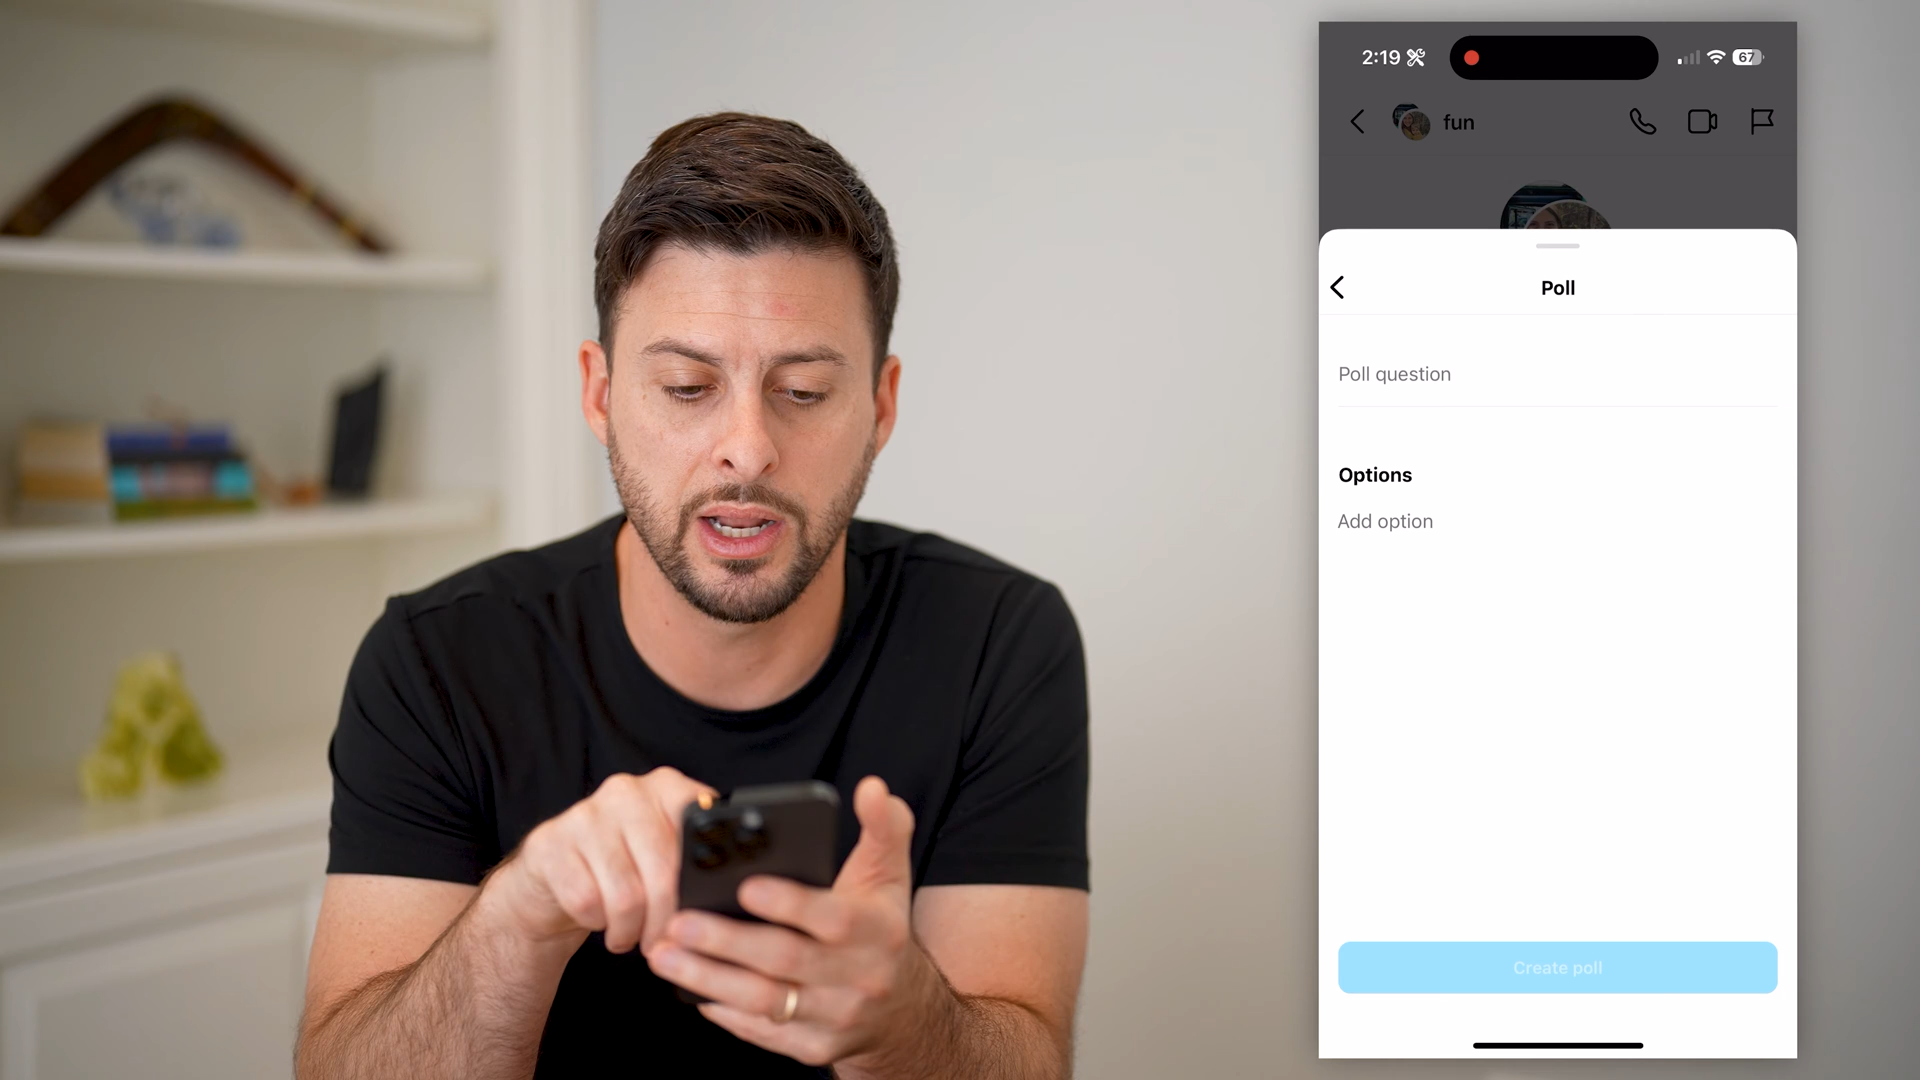 2:19
67
fun
Poll
Poll question
Options
Add option
Create poll